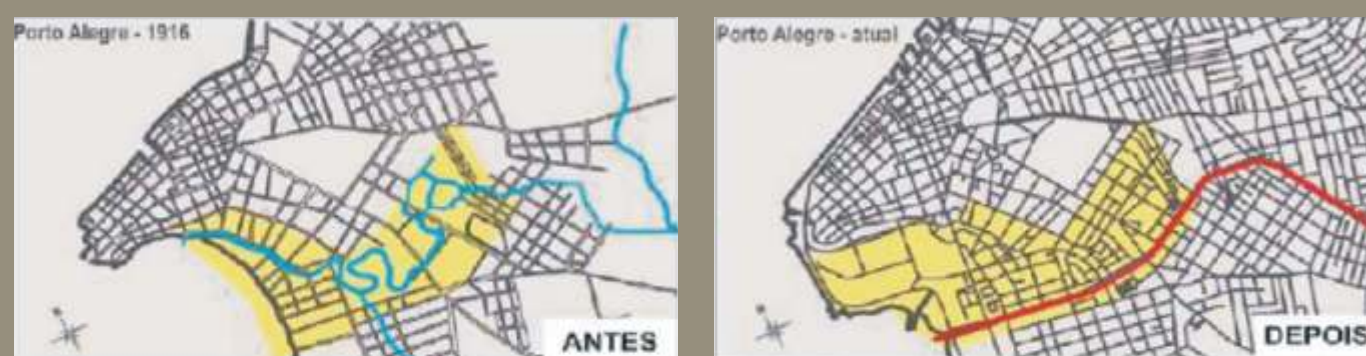 Porto Alegre - 1916
ANTES
Porto Alegre - atual
DEPOIS